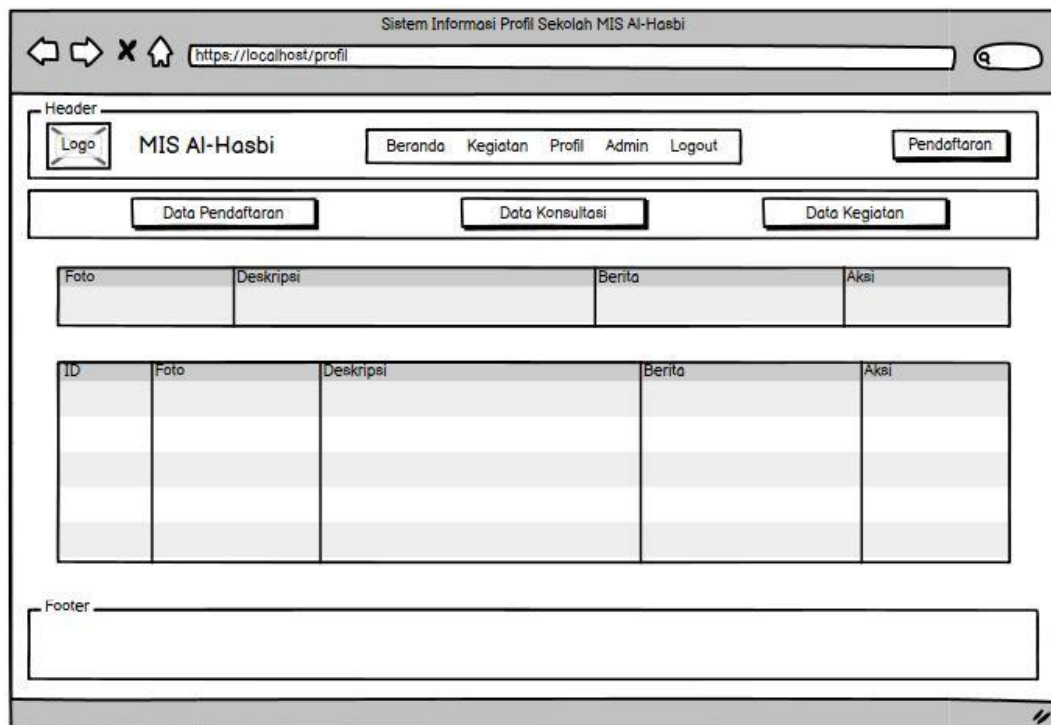 Sistem Informasi Profil Sekolah MIS Al-Hasbi
https://localhost/profil
Header
Logo
MIS Al-Hasbi
Beranda Kegiatan Profil Admin Logout
Pendaftaran
Data Pendaftaran Data Konsultasi Data Kegiatan
Foto Deskripsi Berita Aksi
ID Foto Deskripsi Berita Aksi
Footer